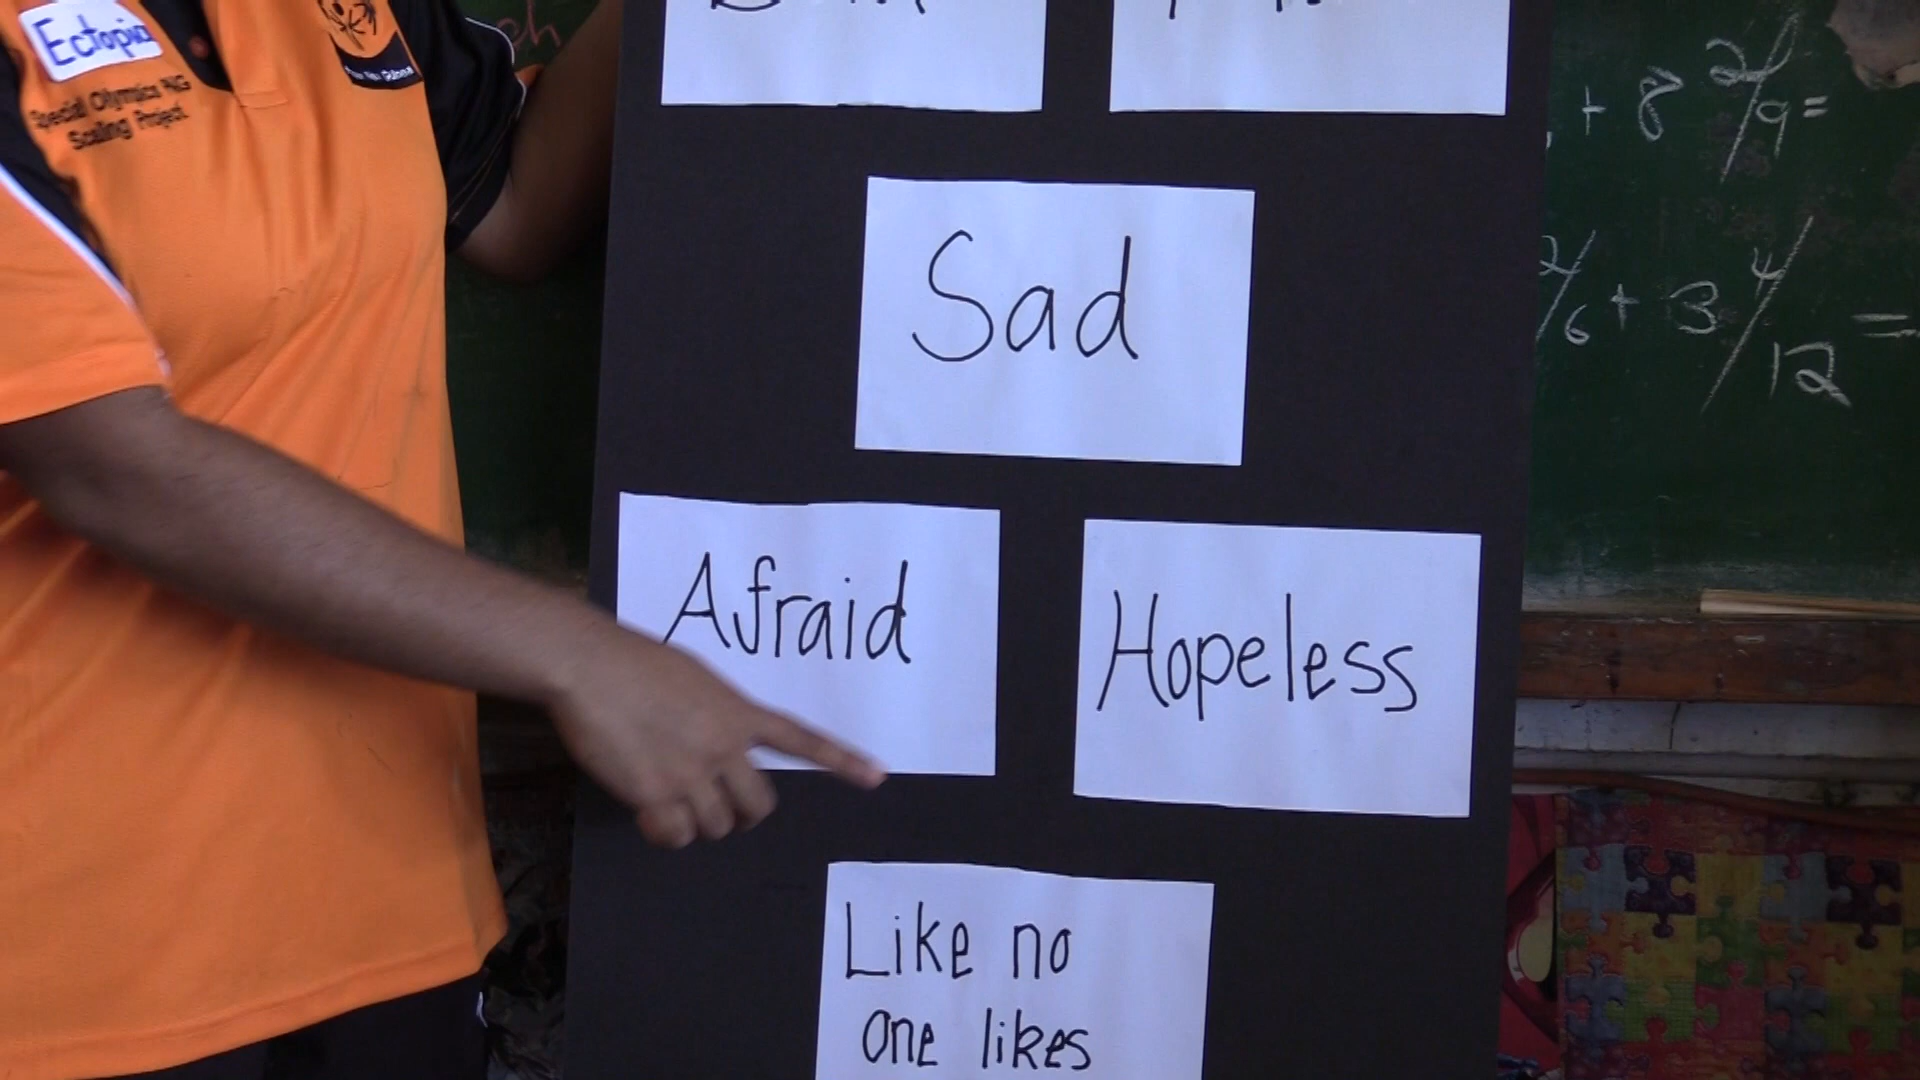 Ectopia
Special Olympics PNG
Scaling Project
Sad
Afraid
Hopeless
Like no
one likes
+ 8 2/9 =
2/6 + 3 4/12 =